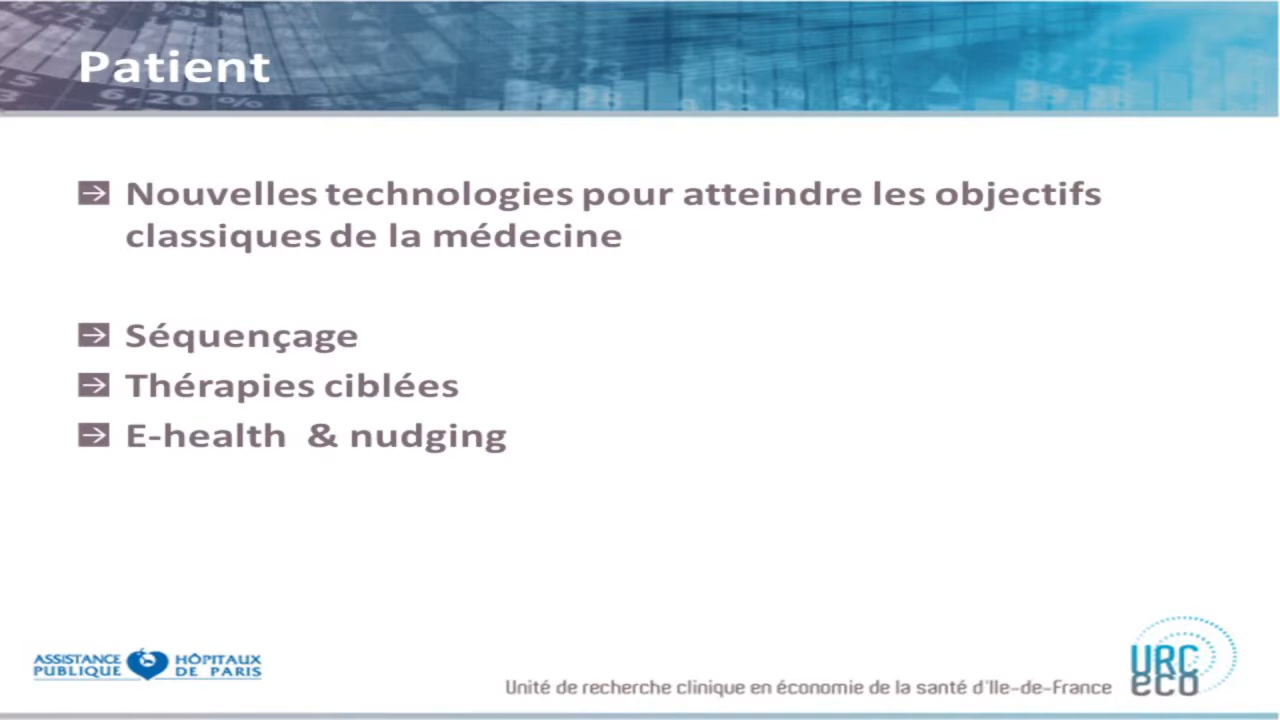 Patient
Nouvelles technologies pour atteindre les objectifs
classiques de la médecine
Séquençage
Thérapies ciblées
E-health & nudging
ASSISTANCE HÔPITAUX
PUBLIQUE DE PARIS
Unité de recherche clinique en économie de la santé d'Ile-de-France
URC
eco